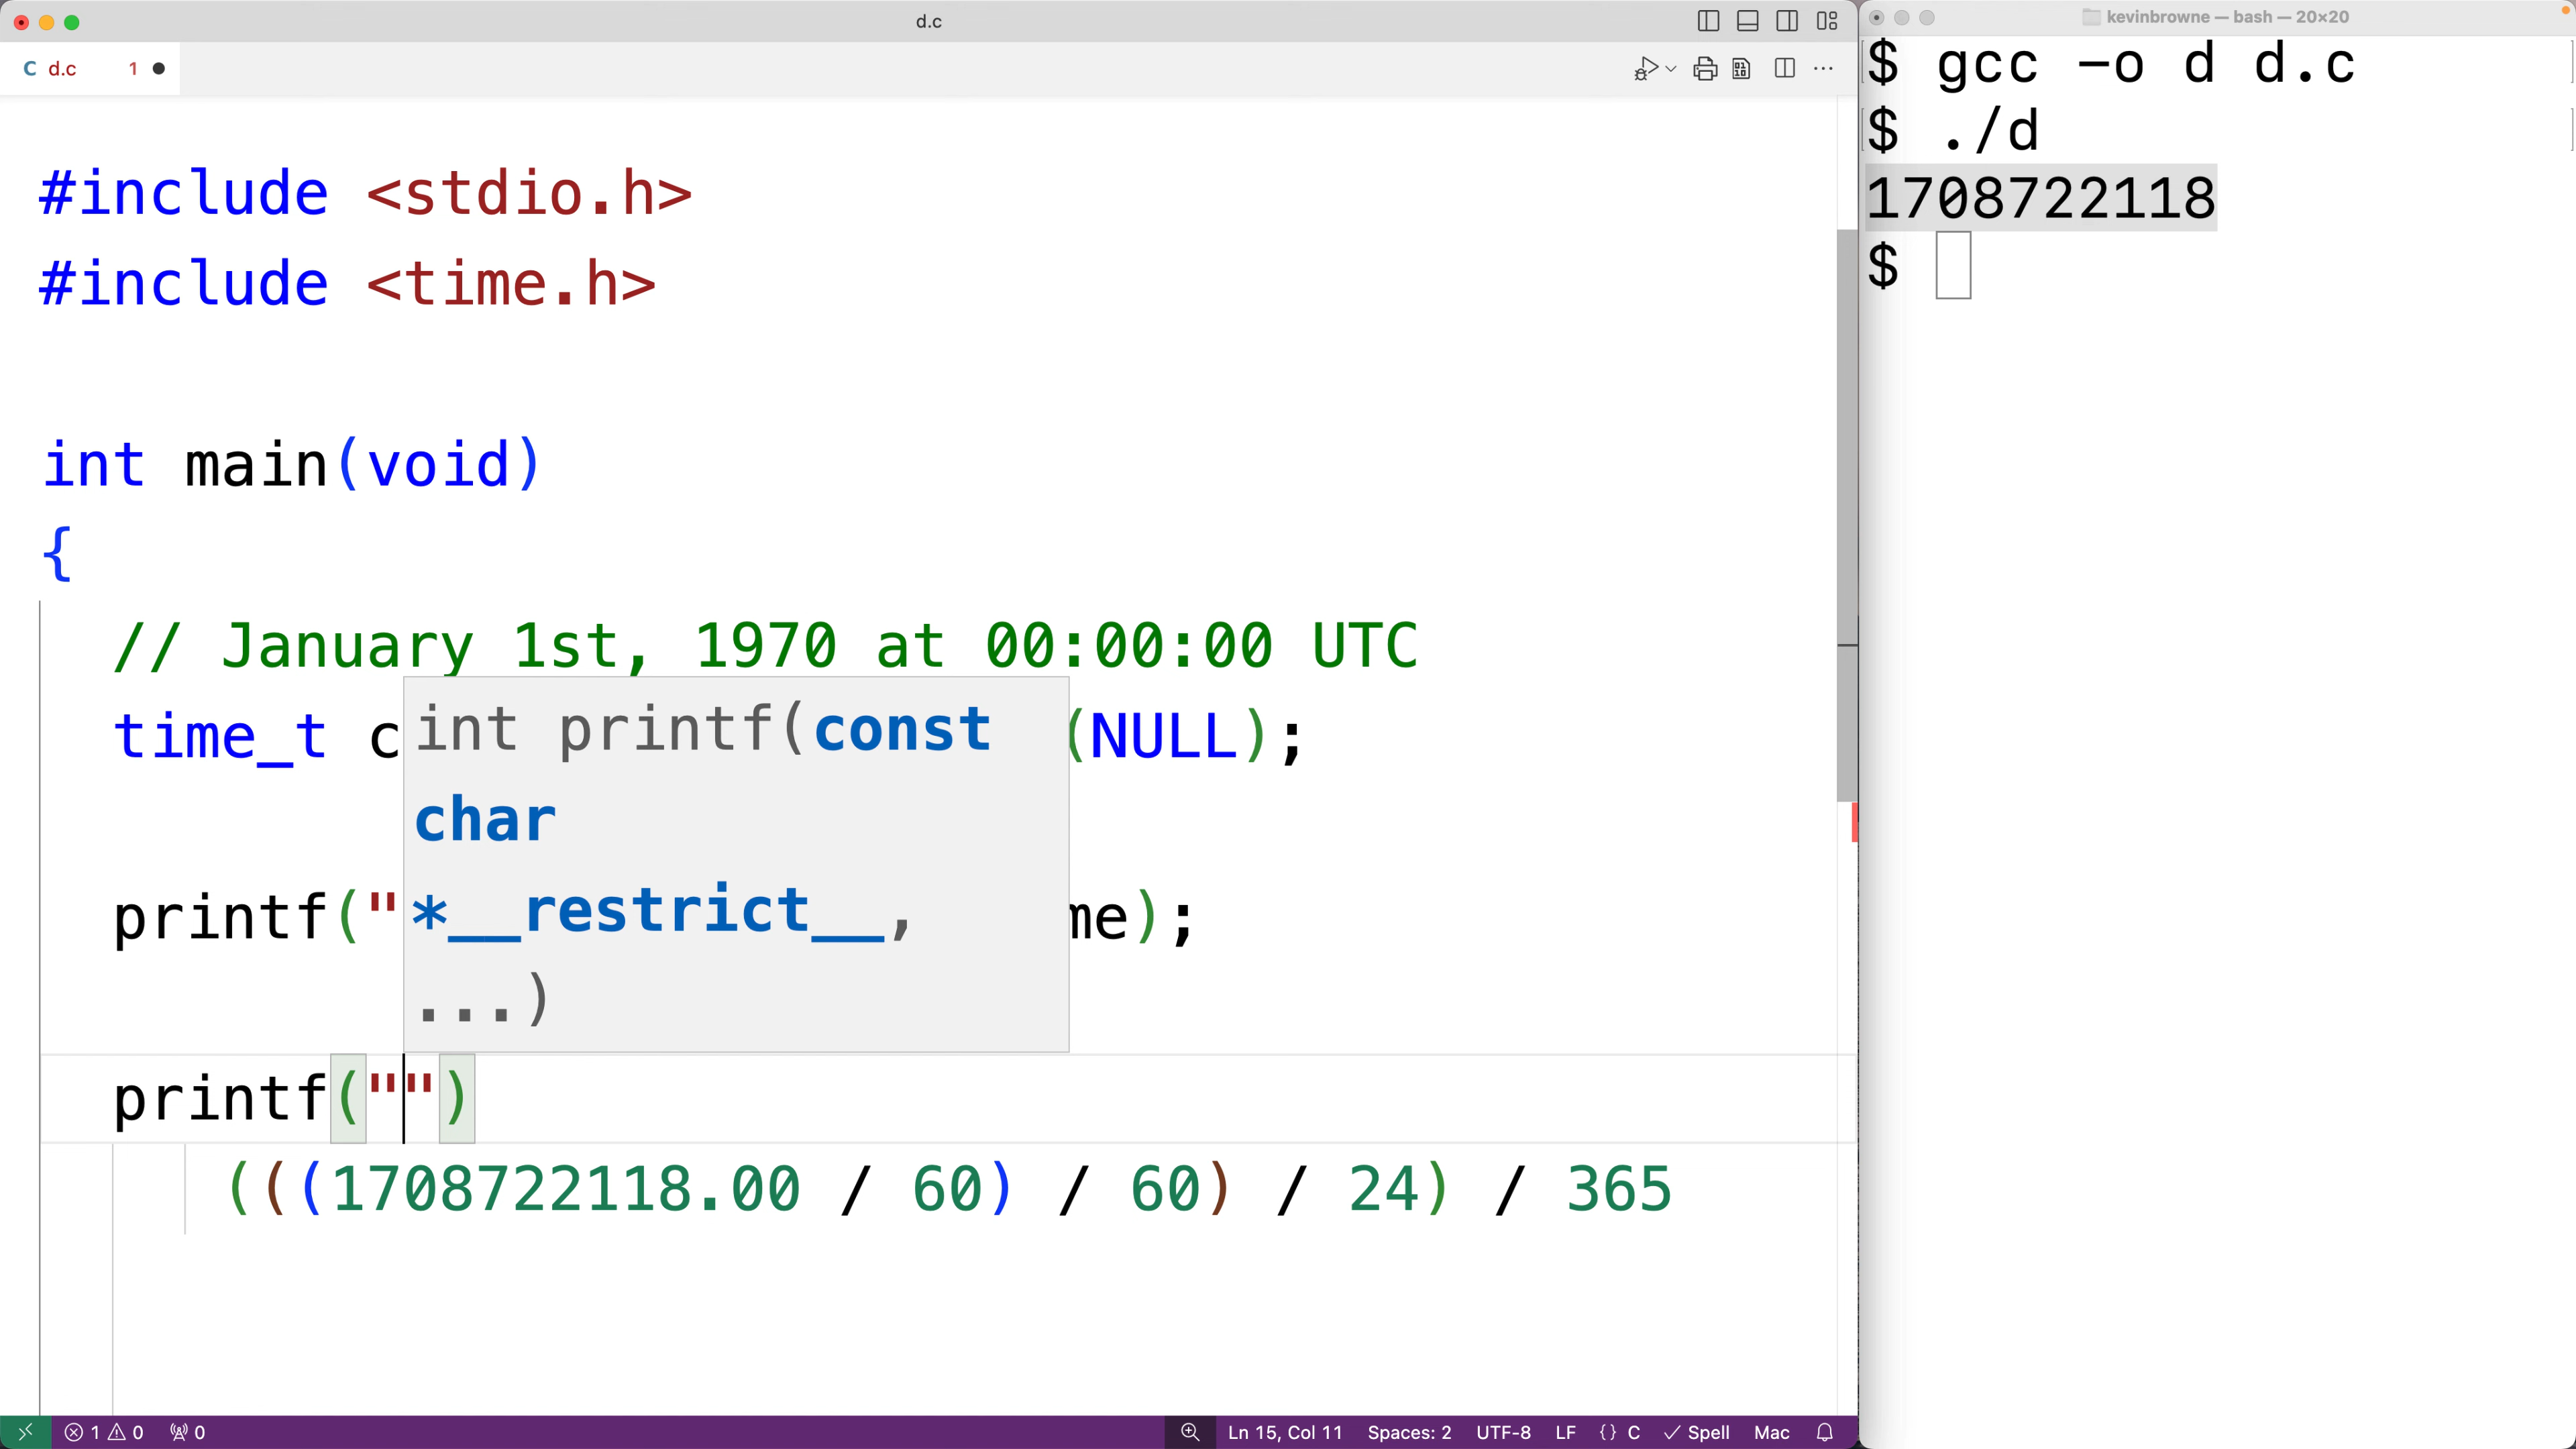 d.c
C d.c 1
#include <stdio.h>
#include <time.h>
int main(void)
{
// January 1st, 1970 at 00:00:00 UTC
time_t c (NULL);
int printf(const
char
*__restrict__,
...)
printf(" me);
printf("")
(((1708722118.00 / 60) / 60) / 24) / 365
1 0 0 Ln 15, Col 11 Spaces: 2 UTF-8 LF {} C Spell Mac
kevinbrowne — bash — 20×20
$ gcc -o d d.c
$ ./d
1708722118
$